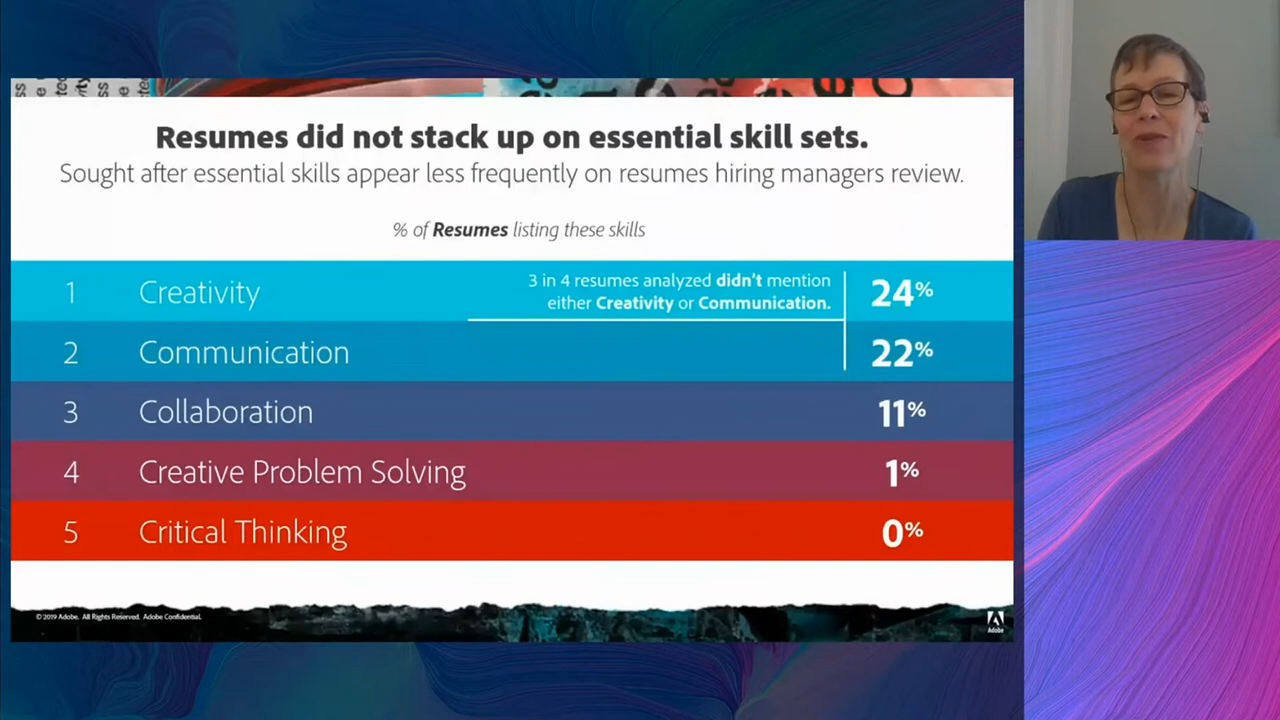 Resumes did not stack up on essential skill sets.
Sought after essential skills appear less frequently on resumes hiring managers review.
% of Resumes listing these skills
1 Creativity
3 in 4 resumes analyzed didn't mention
either Creativity or Communication.
24%
2 Communication 22%
3 Collaboration 11%
4 Creative Problem Solving 1%
5 Critical Thinking 0%
© 2019 Adobe. All Rights Reserved. Adobe Confidential.
Adobe